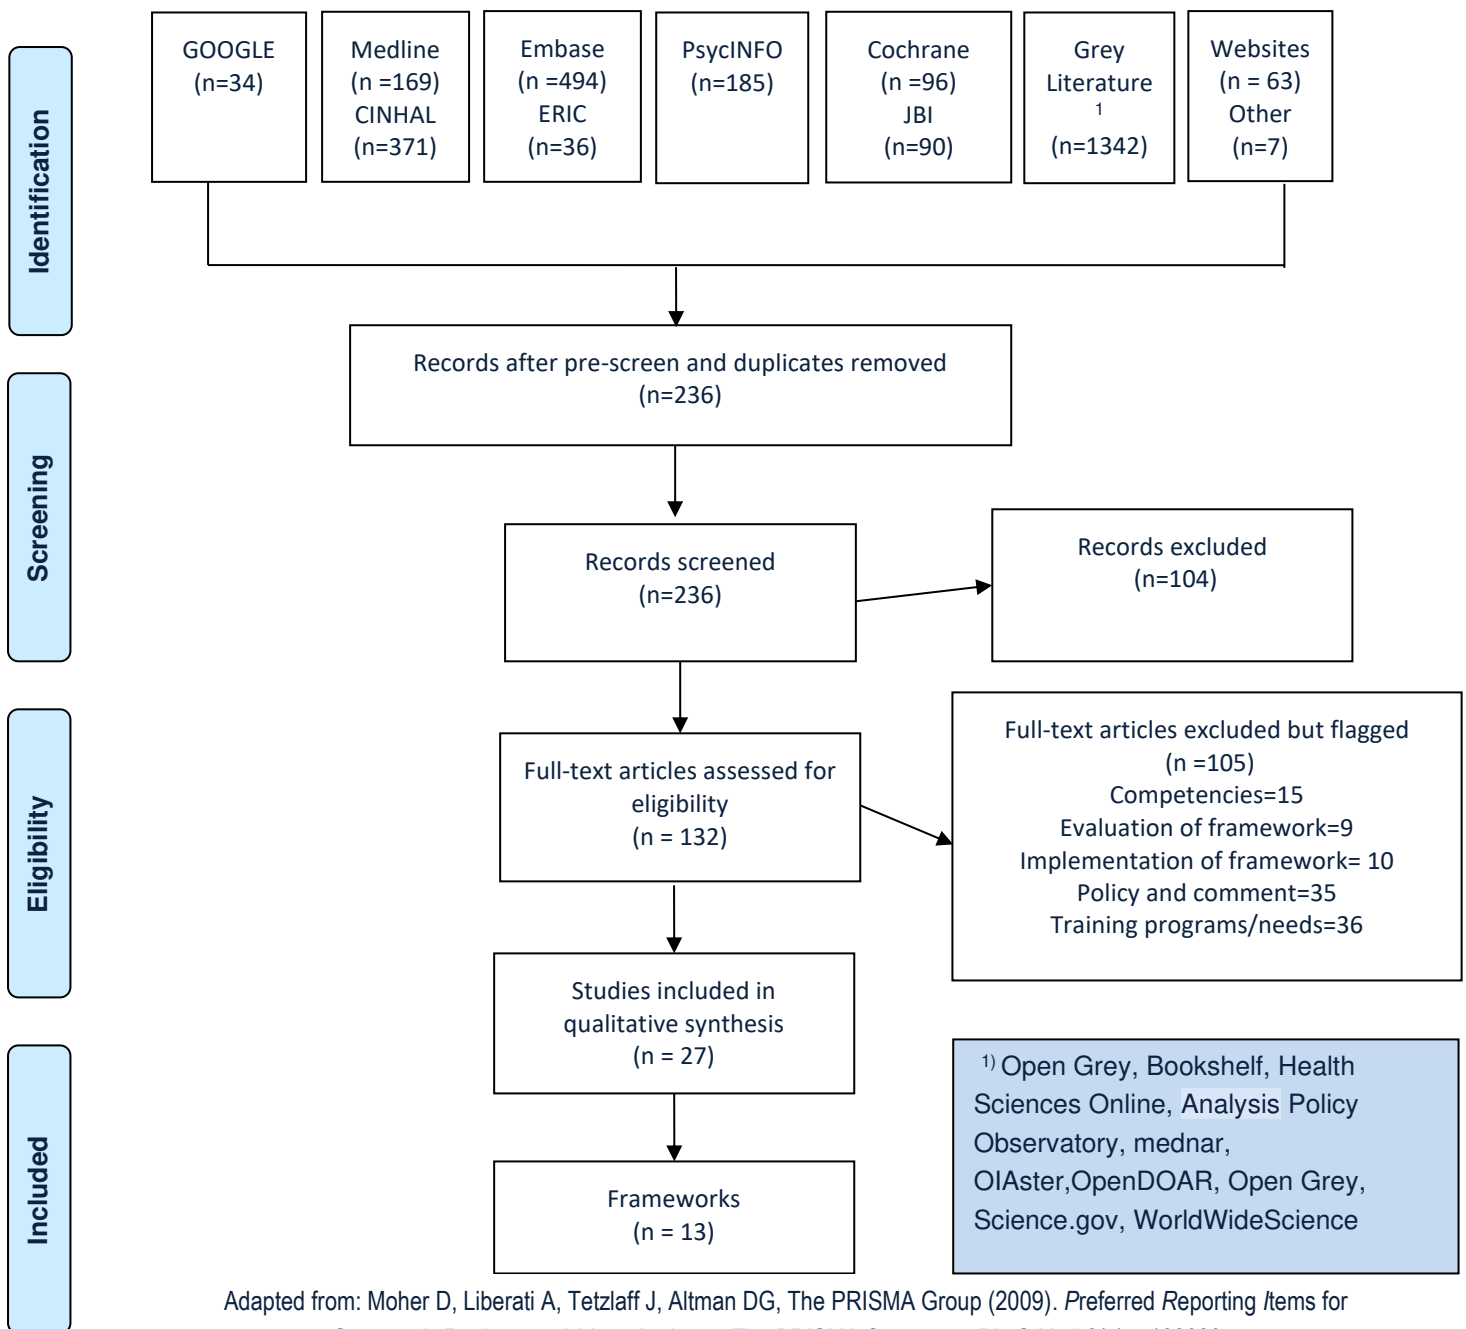 GOOGLE
(n=34)
Medline
(n =169)
CINHAL
(n=371)
Embase
(n =494)
ERIC
(n=36)
PsycINFO
(n=185)
Cochrane
(n =96)
JBI
(n=90)
Grey
Literature
1
(n=1342)
Websites
(n = 63)
Other
(n=7)
Identification
Records after pre-screen and duplicates removed
(n=236)
Screening
Records screened
(n=236)
Records excluded
(n=104)
Eligibility
Full-text articles assessed for
eligibility
(n = 132)
Full-text articles excluded but flagged
(n =105)
Competencies=15
Evaluation of framework=9
Implementation of framework= 10
Policy and comment=35
Training programs/needs=36
Studies included in
qualitative synthesis
(n = 27)
Included
Frameworks
(n = 13)
1) Open Grey, Bookshelf, Health
Sciences Online, Analysis Policy
Observatory, mednar,
OIAster,OpenDOAR, Open Grey,
Science.gov, WorldWideScience
Adapted from: Moher D, Liberati A, Tetzlaff J, Altman DG, The PRISMA Group (2009). Preferred Reporting Items for